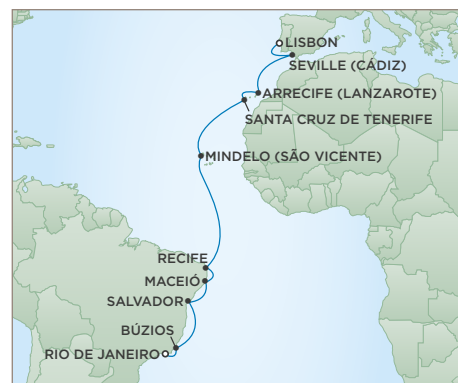 LISBON
SEVILLE (CÁDIZ)
ARRECIFE (LANZAROTE)
SANTA CRUZ DE TENERIFE
MINDELO (SÃO VICENTE)
RECIFE
MACEIÓ
SALVADOR
BÚZIOS
RIO DE JANEIRO